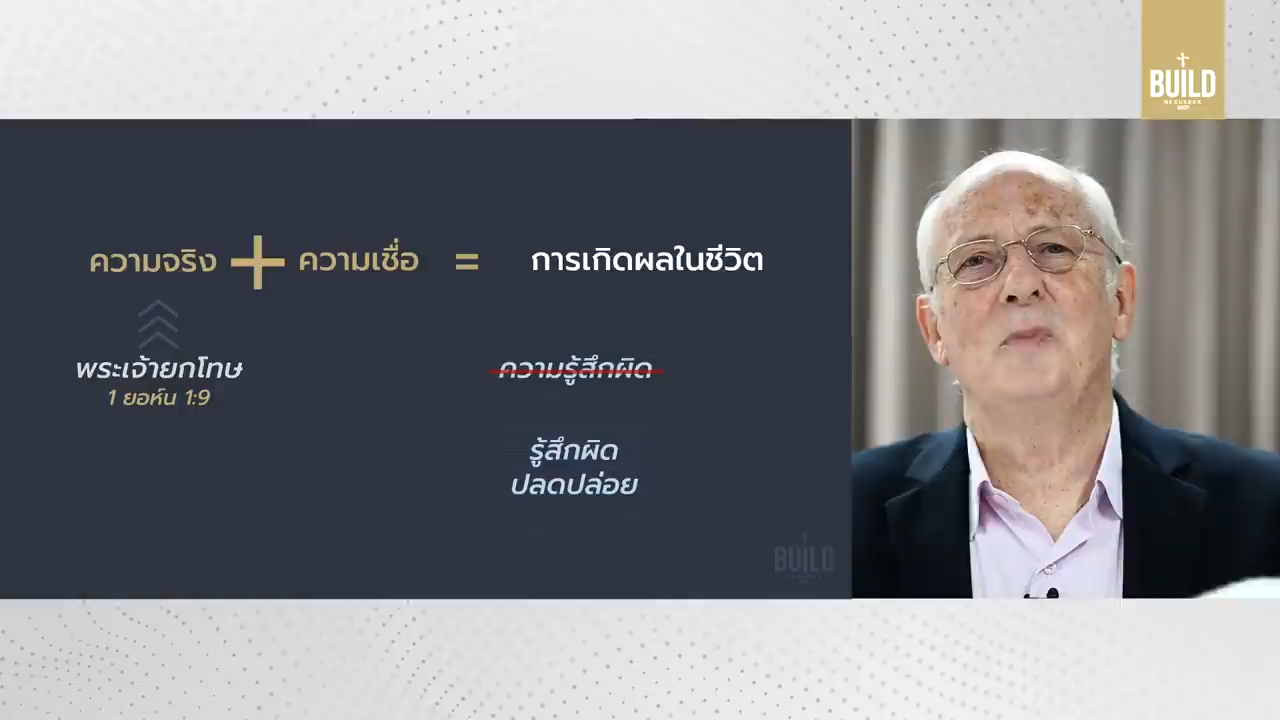 BUILD
NEXUSBKK
ความจริง + ความเชื่อ = การเกิดผลในชีวิต
พระเจ้ายกโทษ
1 ยอห์น 1:9
ความรู้สึกผิด
รู้สึกผิด
ปลดปล่อย
BUILD